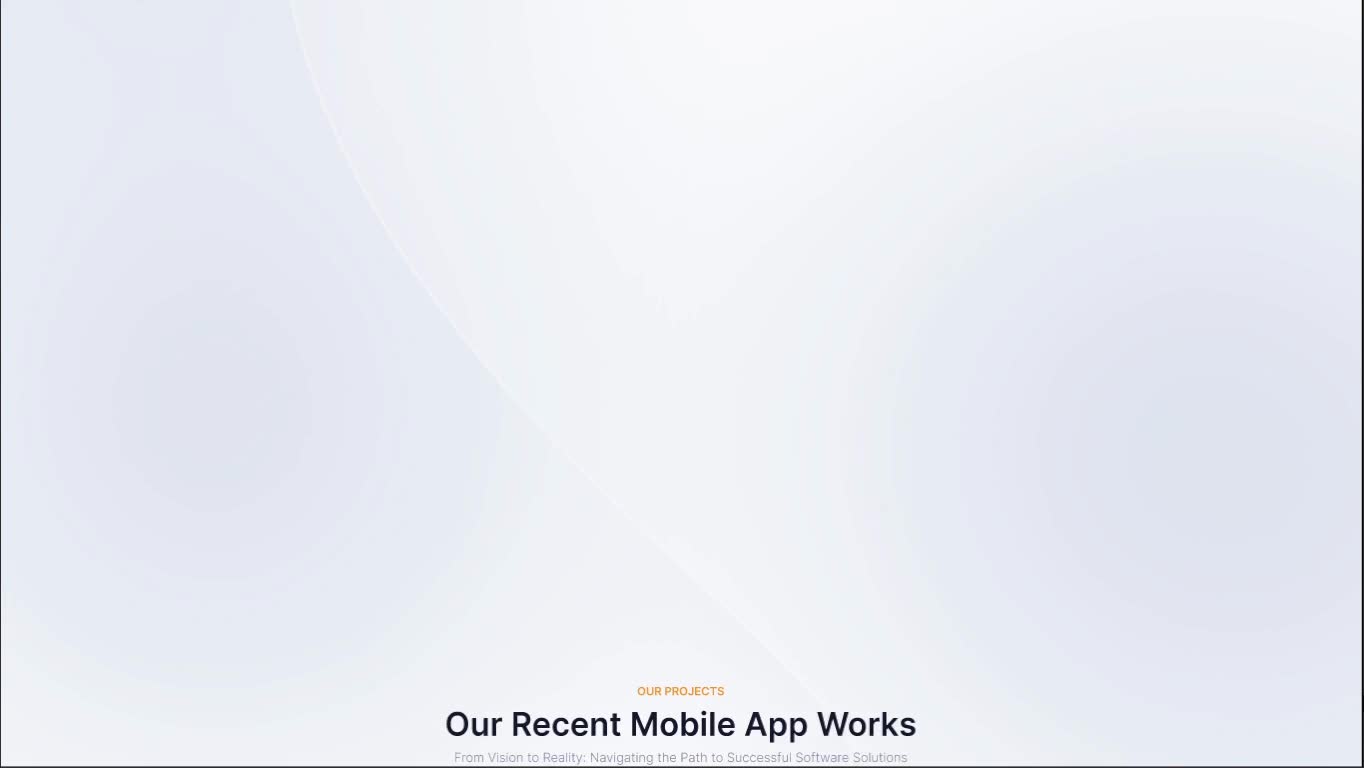 OUR PROJECTS
Our Recent Mobile App Works
From Vision to Reality: Navigating the Path to Successful Software Solutions